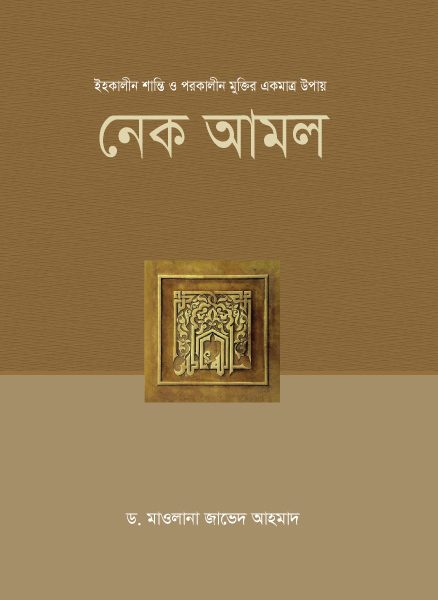 ইহকালীন শান্তি ও পরকালীন মুক্তির একমাত্র উপায়
নেক আমল
ড. মাওলানা জাভেদ আহমাদ